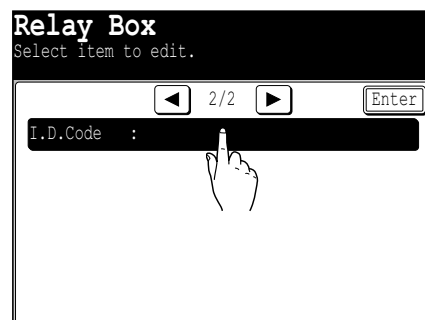 Relay Box
Select item to edit.
2/2 Enter
I.D.Code :